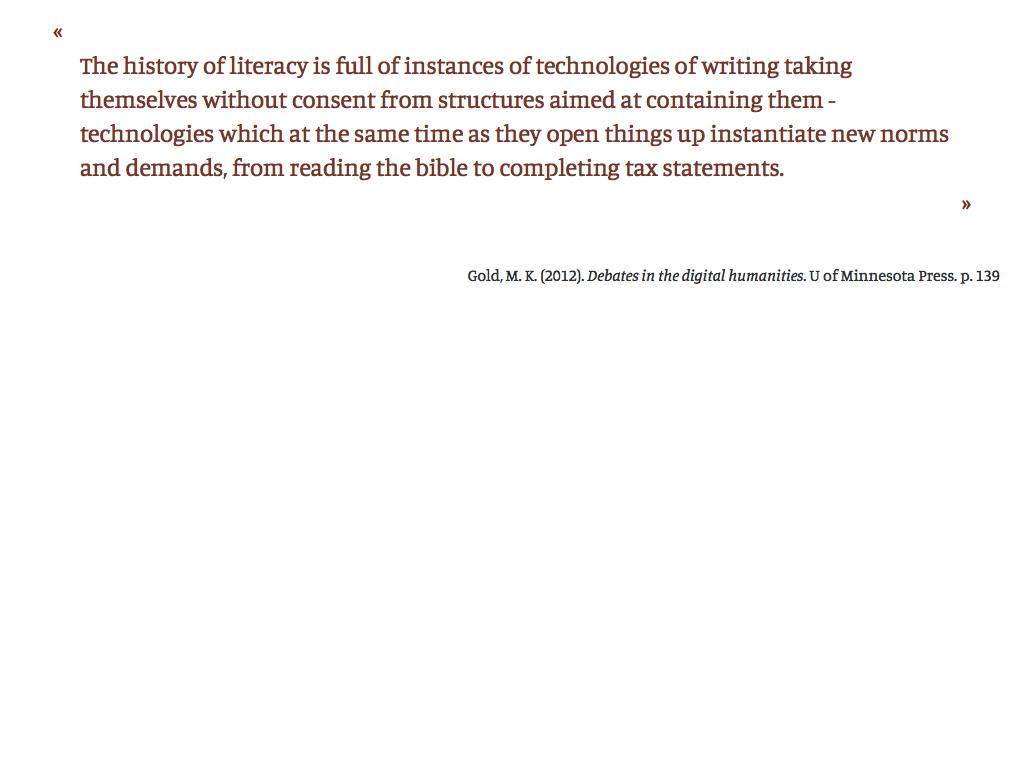 «
The history of literacy is full of instances of technologies of writing taking
themselves without consent from structures aimed at containing them -
technologies which at the same time as they open things up instantiate new norms
and demands, from reading the bible to completing tax statements.
»
Gold, M. K. (2012). Debates in the digital humanities. U of Minnesota Press. p. 139